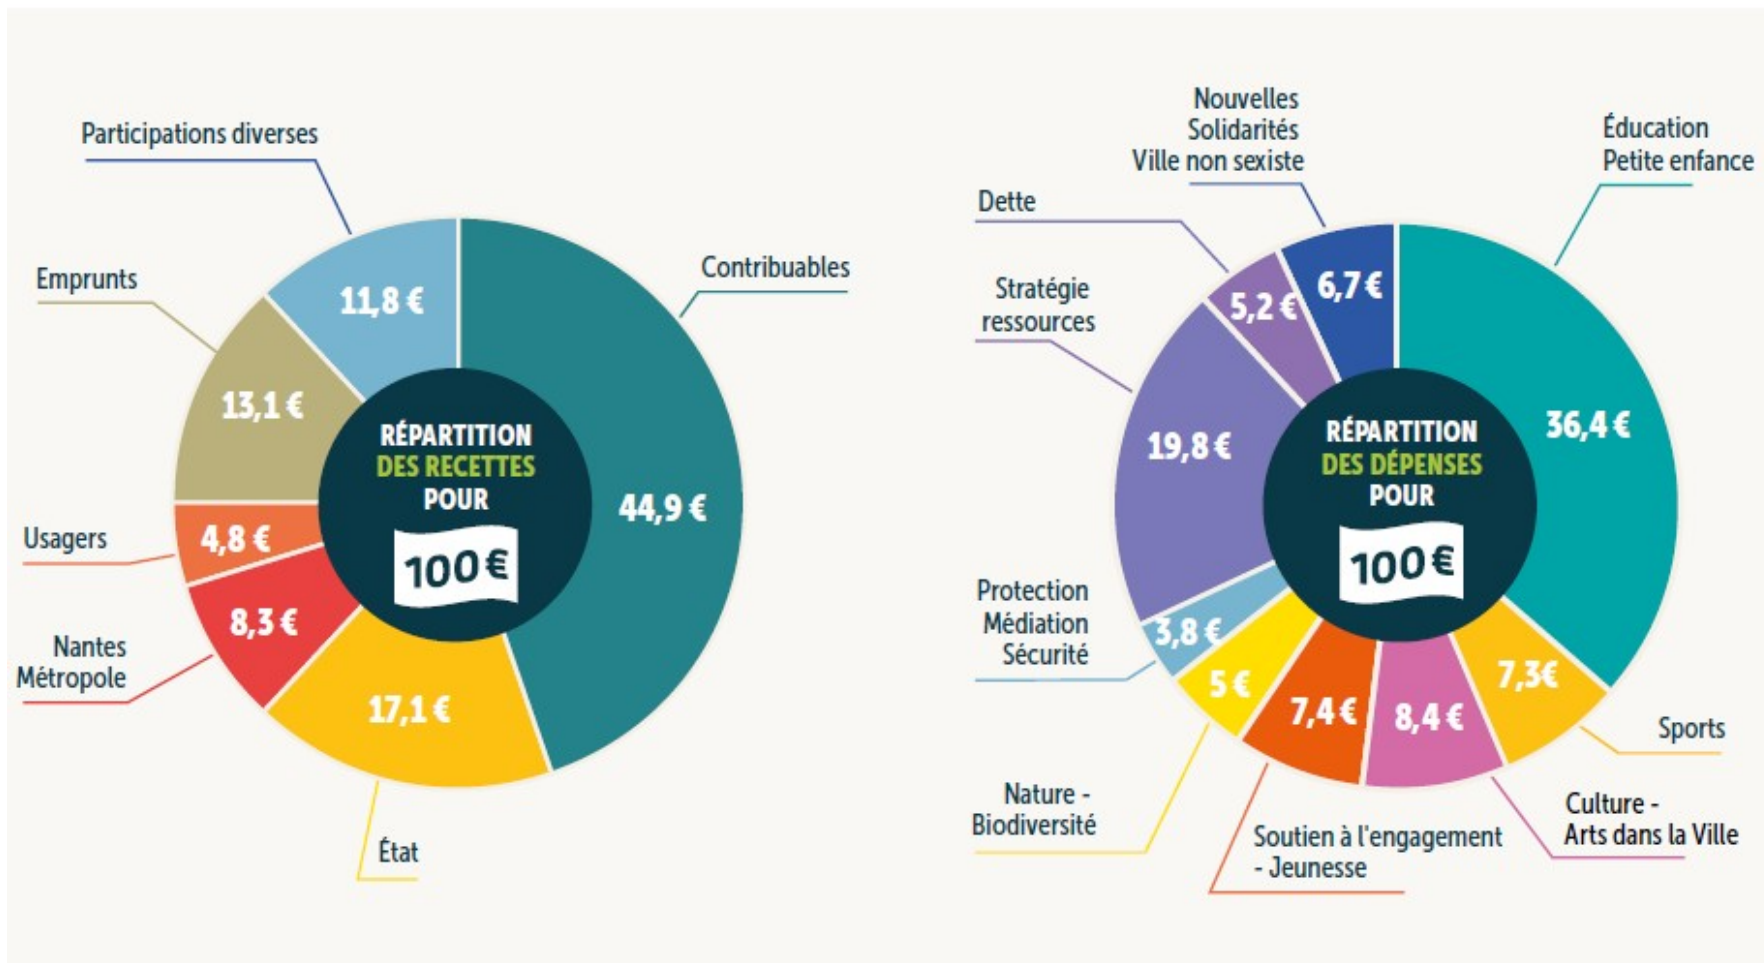 Participations diverses
11,8 €
Contribuables
44,9 €
Emprunts
13,1 €
Usagers
4,8 €
Nantes
Métropole
8,3 €
État
17,1 €
RÉPARTITION
DES RECETTES
POUR
100 €
Nouvelles
Solidarités
Ville non sexiste
6,7 €
Éducation
Petite enfance
36,4 €
Dette
5,2 €
Stratégie
ressources
19,8 €
Protection
Médiation
Sécurité
3,8 €
Nature -
Biodiversité
5 €
Soutien à l'engagement
- Jeunesse
7,4 €
Culture -
Arts dans la Ville
8,4 €
Sports
7,3€
RÉPARTITION
DES DÉPENSES
POUR
100 €